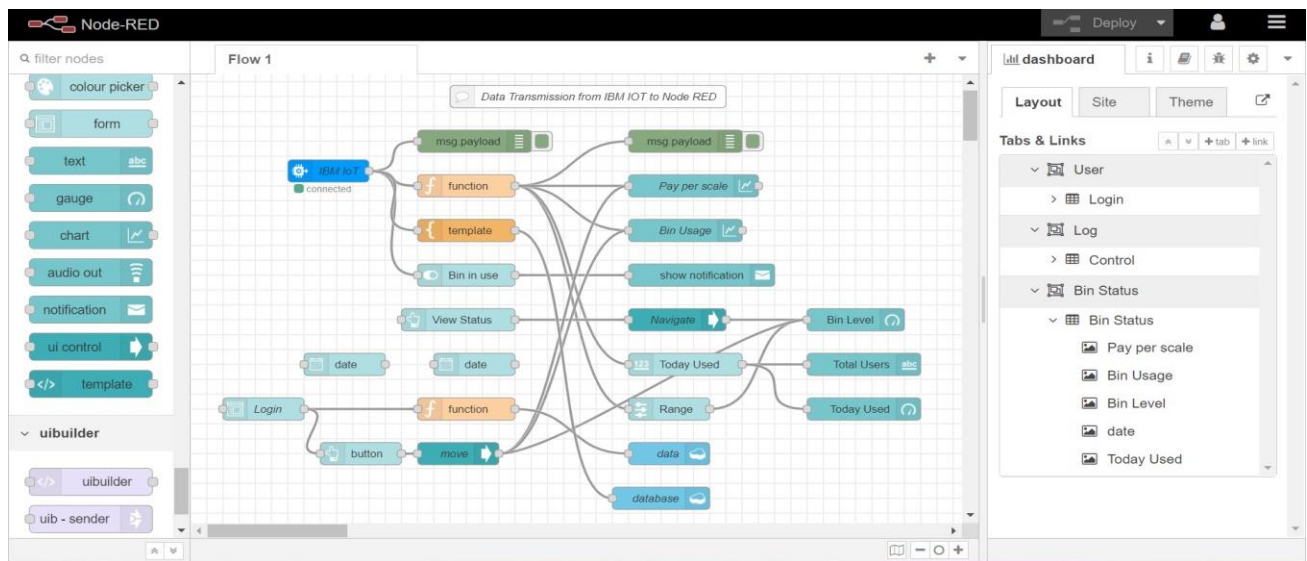 Node-RED
Deploy
filter nodes
colour picker
form
text
abc
gauge
chart
audio out
notification
ui control
</> template
uibuilder
</> uibuilder
uib - sender
Flow 1
Data Transmission from IBM IOT to Node RED
msg.payload
msg.payload
IBM IoT
connected
f function
Pay per scale
{ template
Bin Usage
Bin in use
show notification
View Status
Navigate
Bin Level
date
date
123 Today Used
Total Users abc
Login
f function
Range
Today Used
button
move
data
database
dashboard
i
Layout
Site
Theme
Tabs & Links
+ tab
+ link
User
Login
Log
Control
Bin Status
Bin Status
Pay per scale
Bin Usage
Bin Level
date
Today Used